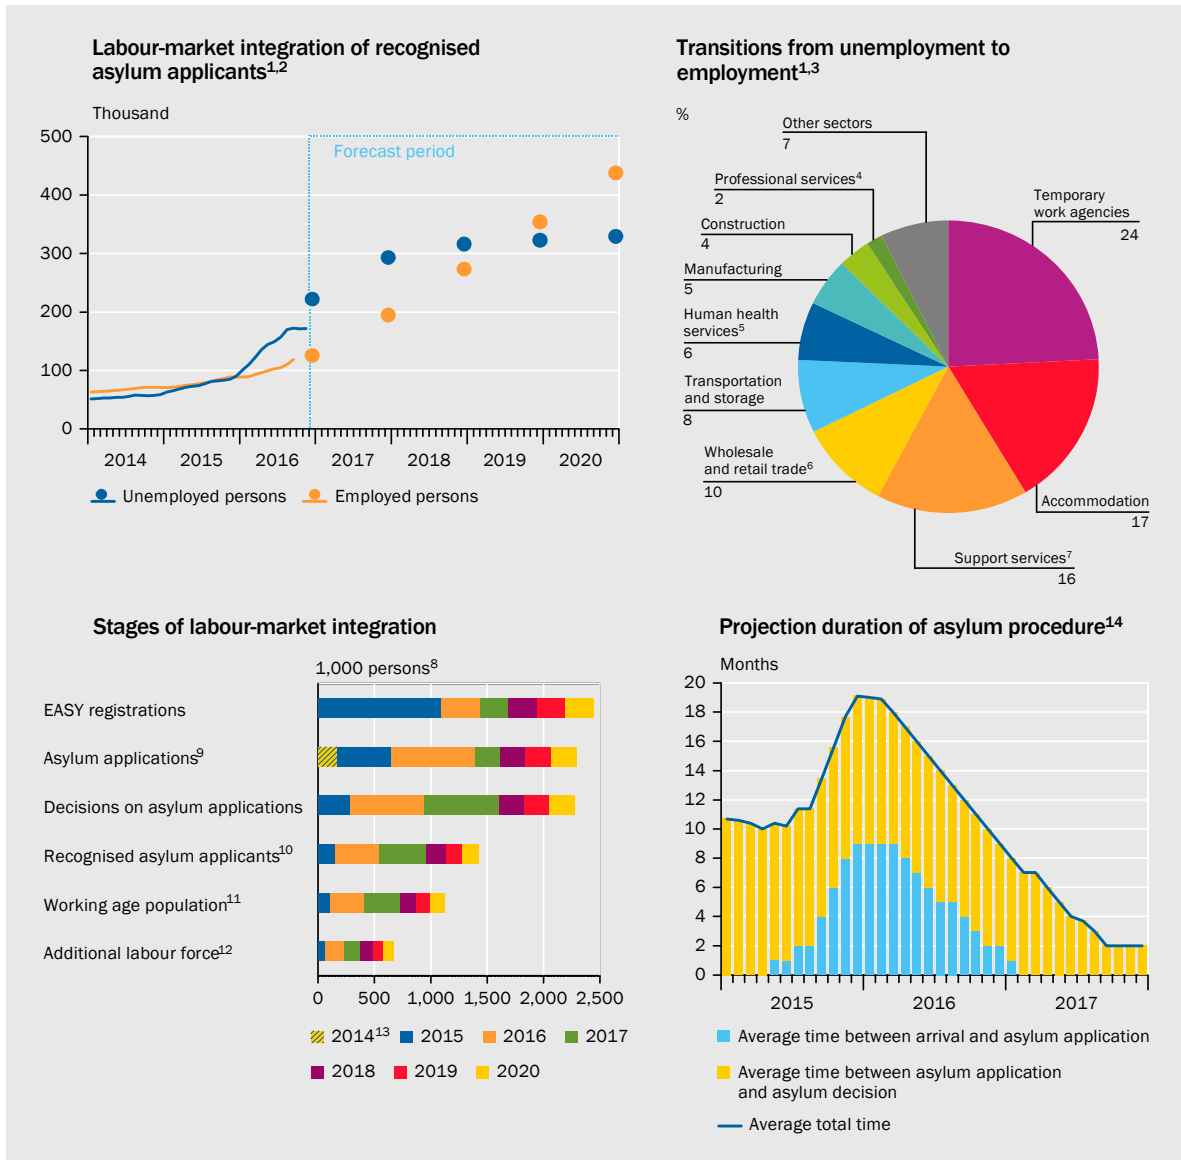 Labour-market integration of recognised
asylum applicants1,2
Thousand
500
400
300
200
100
0
Forecast period
2014 2015 2016 2017 2018 2019 2020
Unemployed persons Employed persons
Transitions from unemployment to
employment1,3
%
Other sectors
7
Professional services4
2
Construction
4
Manufacturing
5
Human health
services5
6
Transportation
and storage
8
Wholesale
and retail trade6
10
Temporary
work agencies
24
Accommodation
17
Support services7
16
Stages of labour-market integration
1,000 persons8
EASY registrations
Asylum applications9
Decisions on asylum applications
Recognised asylum applicants10
Working age population11
Additional labour force12
0 500 1,000 1,500 2,000 2,500
201413 2015 2016 2017
2018 2019 2020
Projection duration of asylum procedure14
Months
20
18
16
14
12
10
8
6
4
2
0
2015 2016 2017
Average time between arrival and asylum application
Average time between asylum application
and asylum decision
Average total time